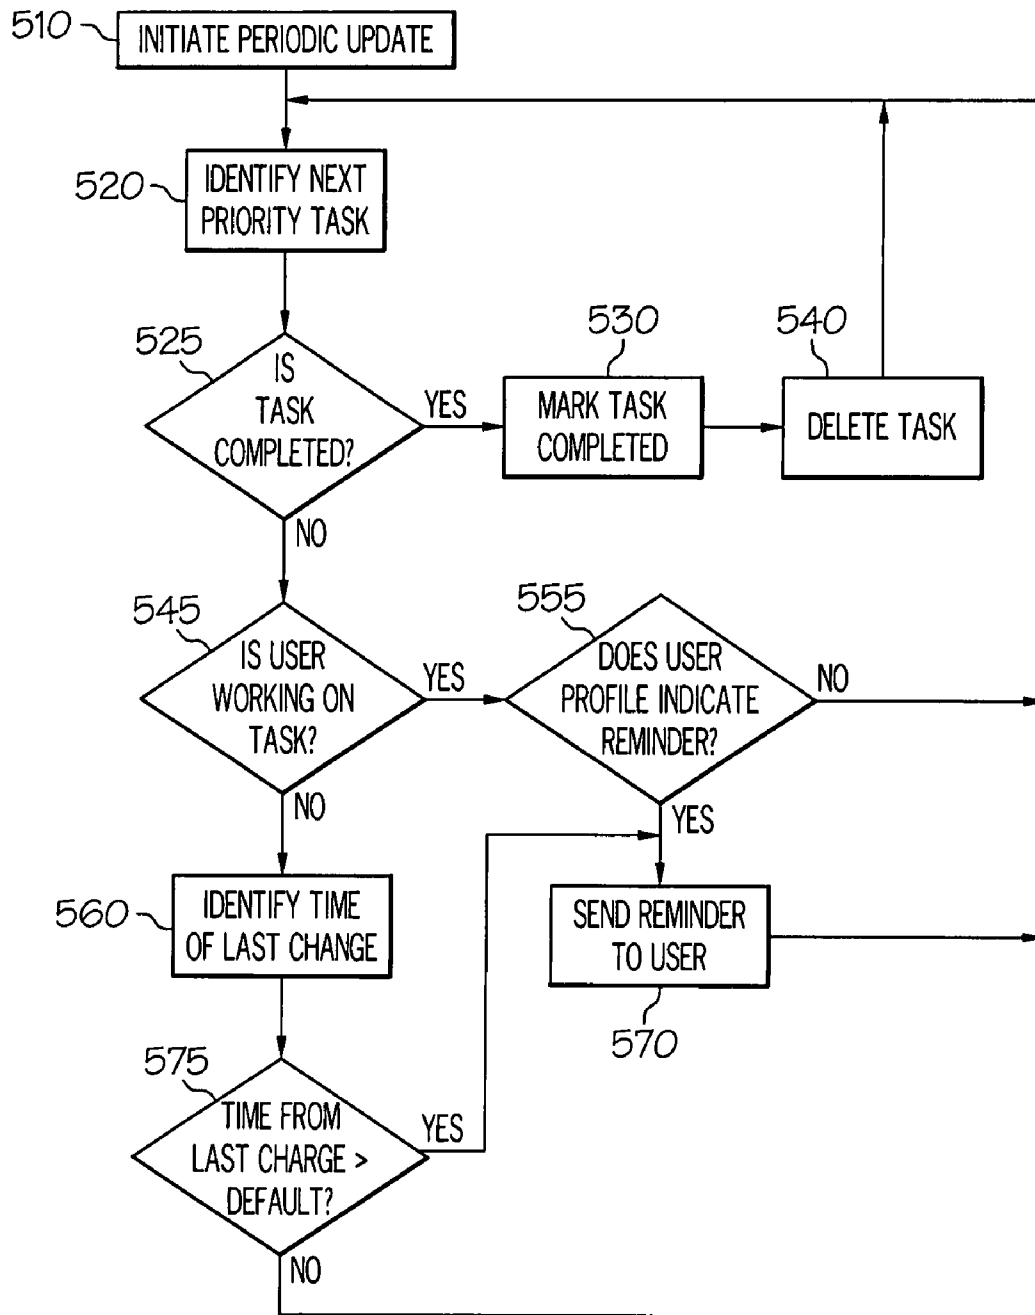 510
INITIATE PERIODIC UPDATE
520
IDENTIFY NEXT
PRIORITY TASK
525
IS
TASK
COMPLETED?
YES
530
MARK TASK
COMPLETED
540
DELETE TASK
NO
545
IS USER
WORKING ON
TASK?
YES
555
DOES USER
PROFILE INDICATE
REMINDER?
NO
NO
YES
560
IDENTIFY TIME
OF LAST CHANGE
SEND REMINDER
TO USER
570
575
TIME FROM
LAST CHARGE >
DEFAULT?
YES
NO